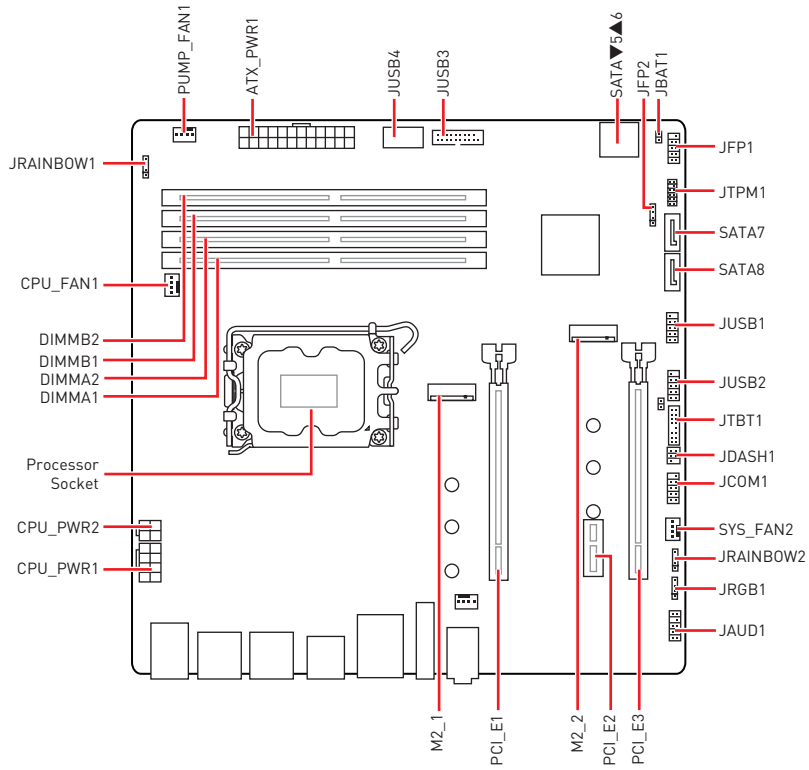 PUMP_FAN1
ATX_PWR1
JUSB4
JUSB3
SATA▼5▲6
JFP2
JBAT1
JRAINBOW1
CPU_FAN1
DIMMB2
DIMMB1
DIMMA2
DIMMA1
Processor
Socket
CPU_PWR2
CPU_PWR1
JFP1
JTPM1
SATA7
SATA8
JUSB1
JUSB2
JTBT1
JDASH1
JCOM1
SYS_FAN2
JRAINBOW2
JRGB1
JAUD1
M2_1
PCI_E1
M2_2
PCI_E2
PCI_E3